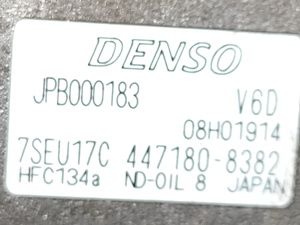 DENSO
JPB000183 V6D
08H01914
7SEU17C 447180-8382
HFC134a ND-OIL 8 JAPAN